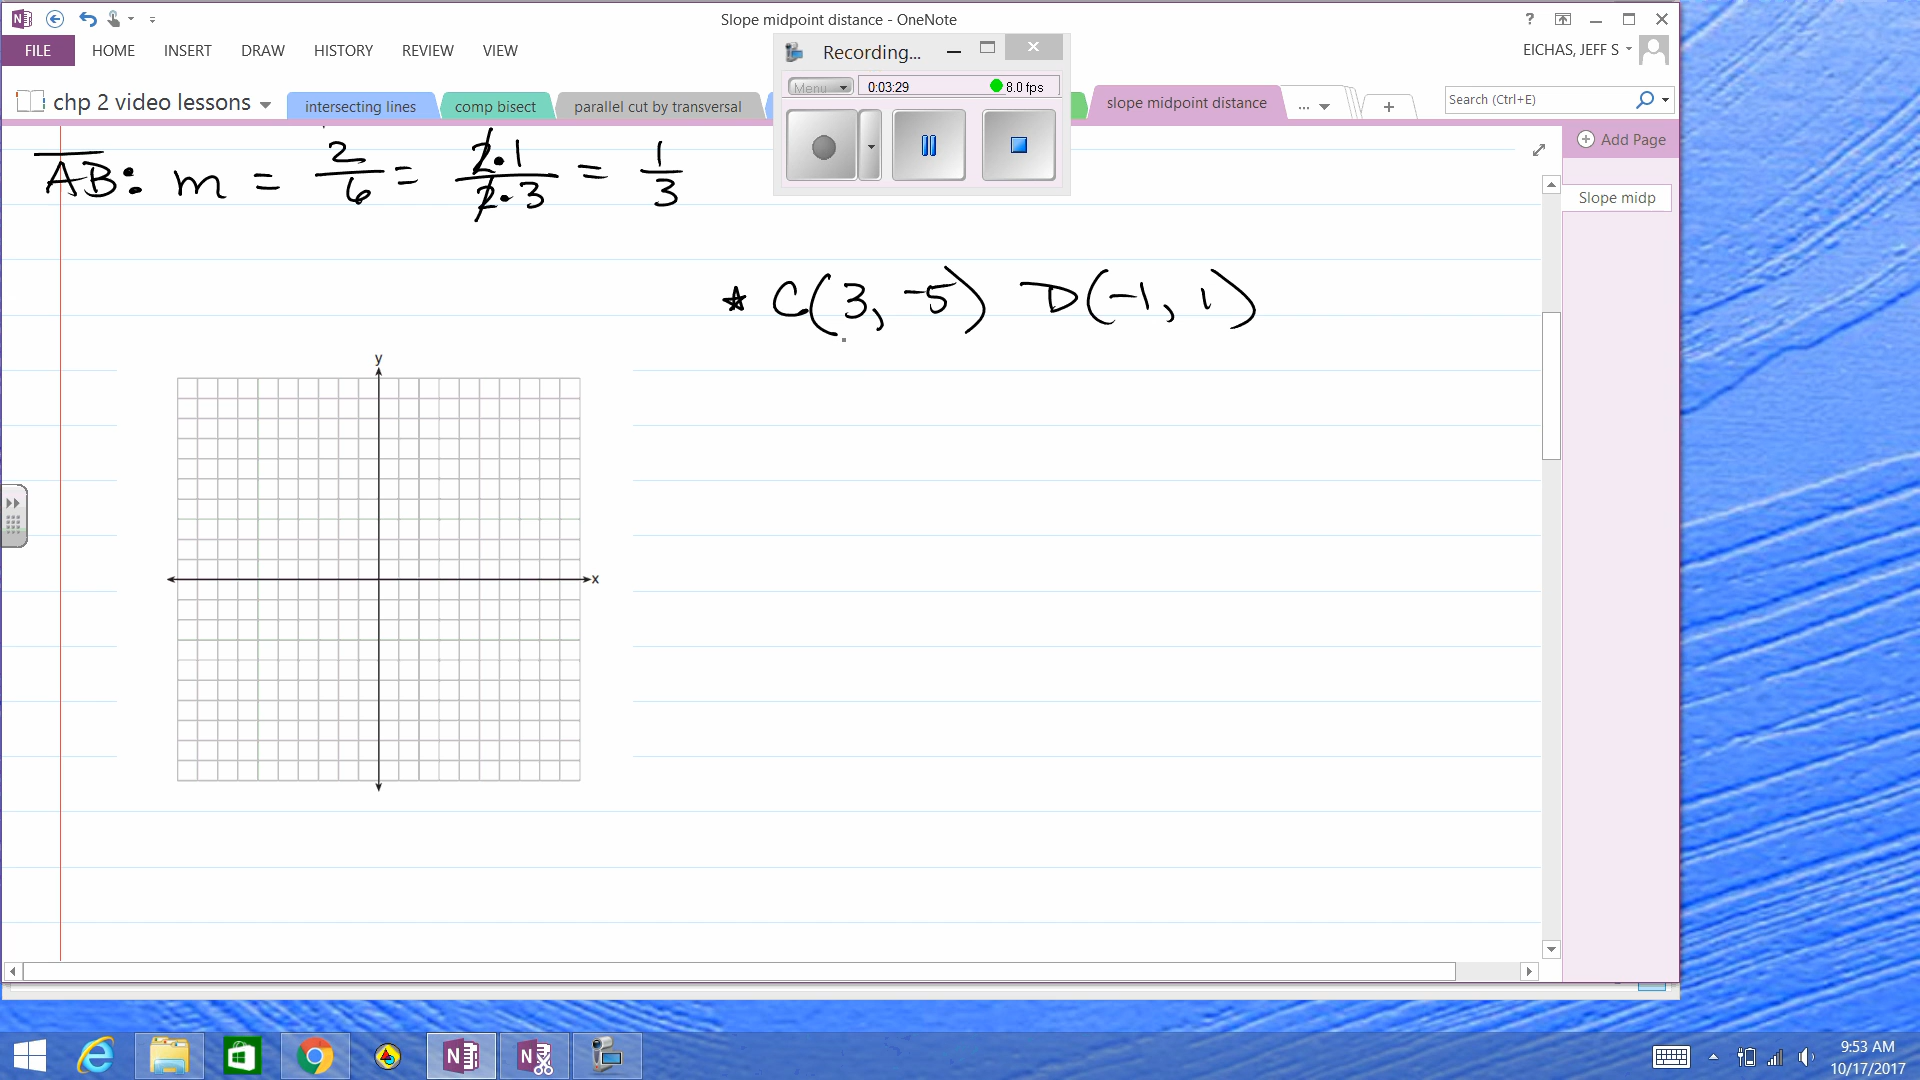 Slope midpoint distance - OneNote
?
FILE HOME INSERT DRAW HISTORY REVIEW VIEW
EICHAS, JEFF S
Recording...
Menu 0:03:29 8.0 fps
chp 2 video lessons intersecting lines comp bisect parallel cut by transversal slope midpoint distance ... +
Search (Ctrl+E)
Add Page
Slope midp
AB: m = 2/6 = 2·1/2·3 = 1/3
* C(3, -5) D(-1, 1)
y
x
9:53 AM
10/17/2017